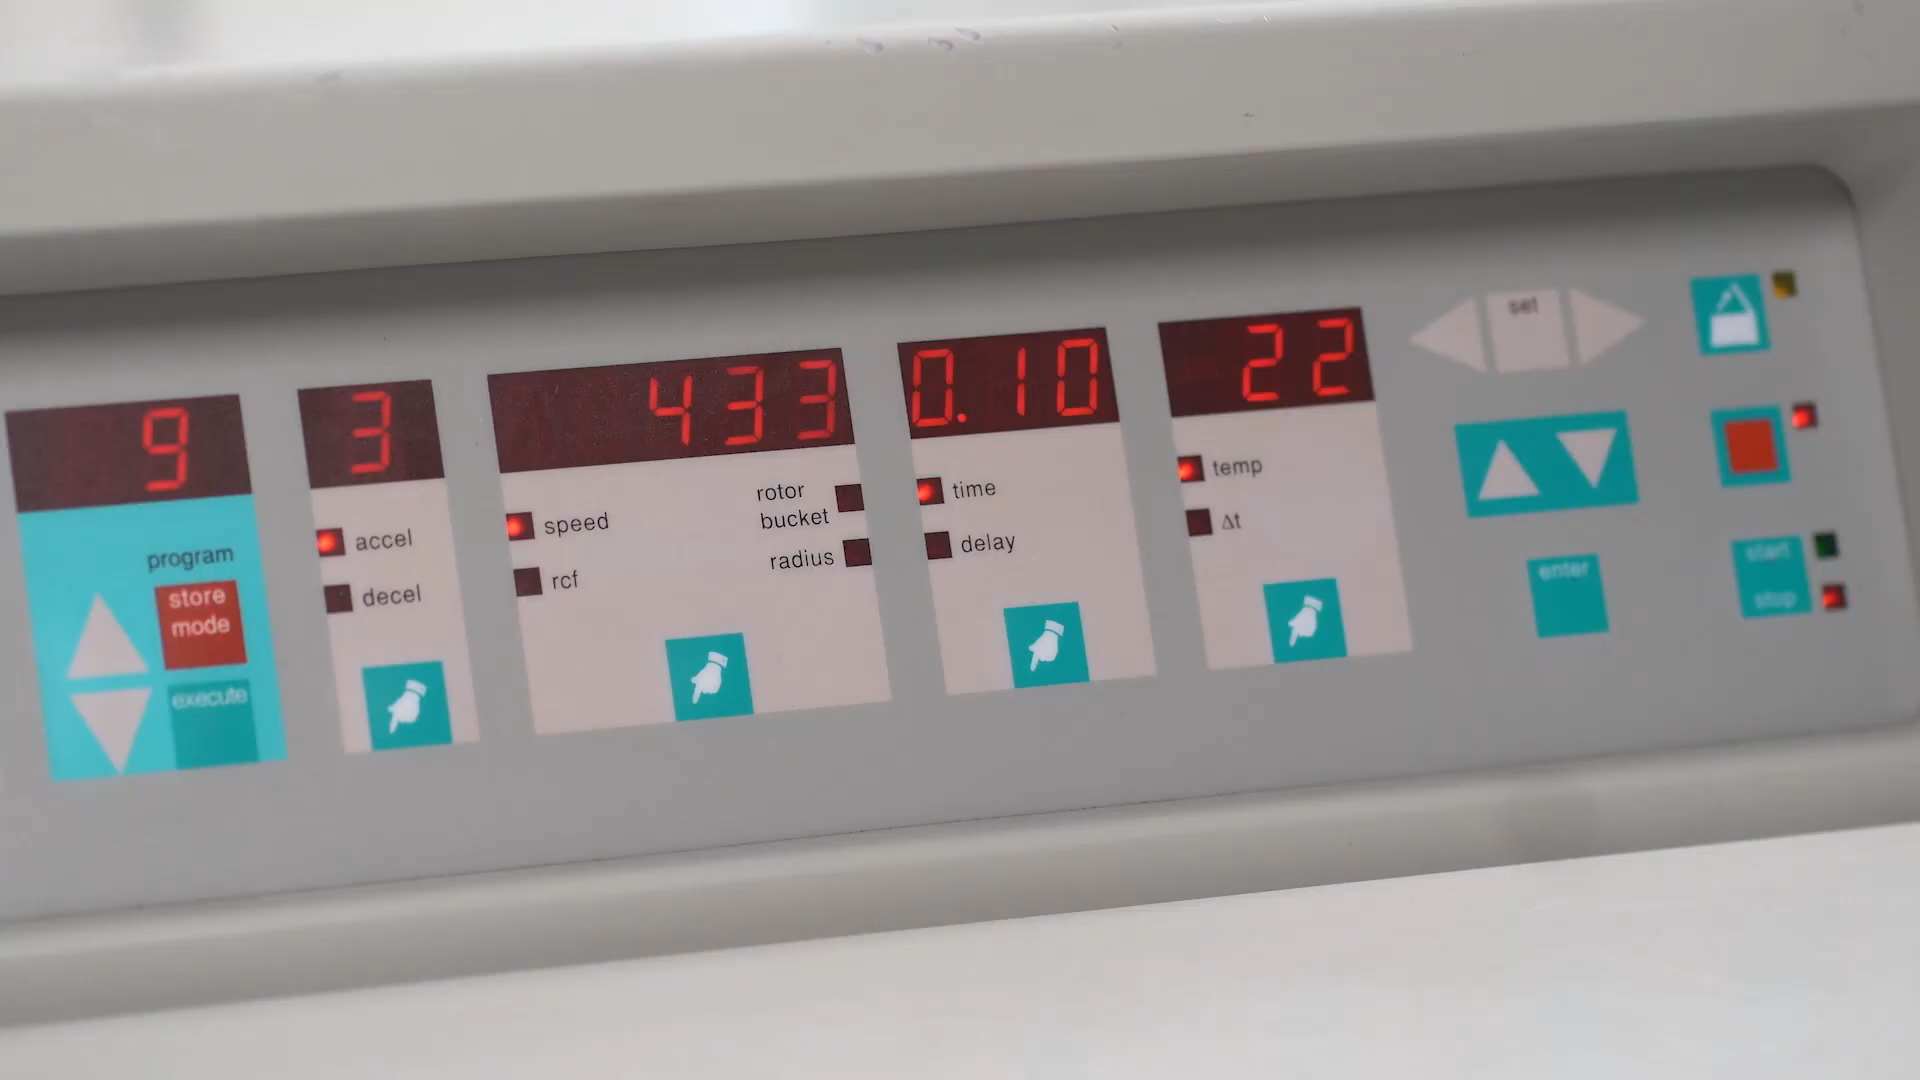 9
3
433
0.10
22
set
program
store
mode
execute
accel
decel
speed
rcf
rotor
bucket
radius
time
delay
temp
Δt
enter
start
stop